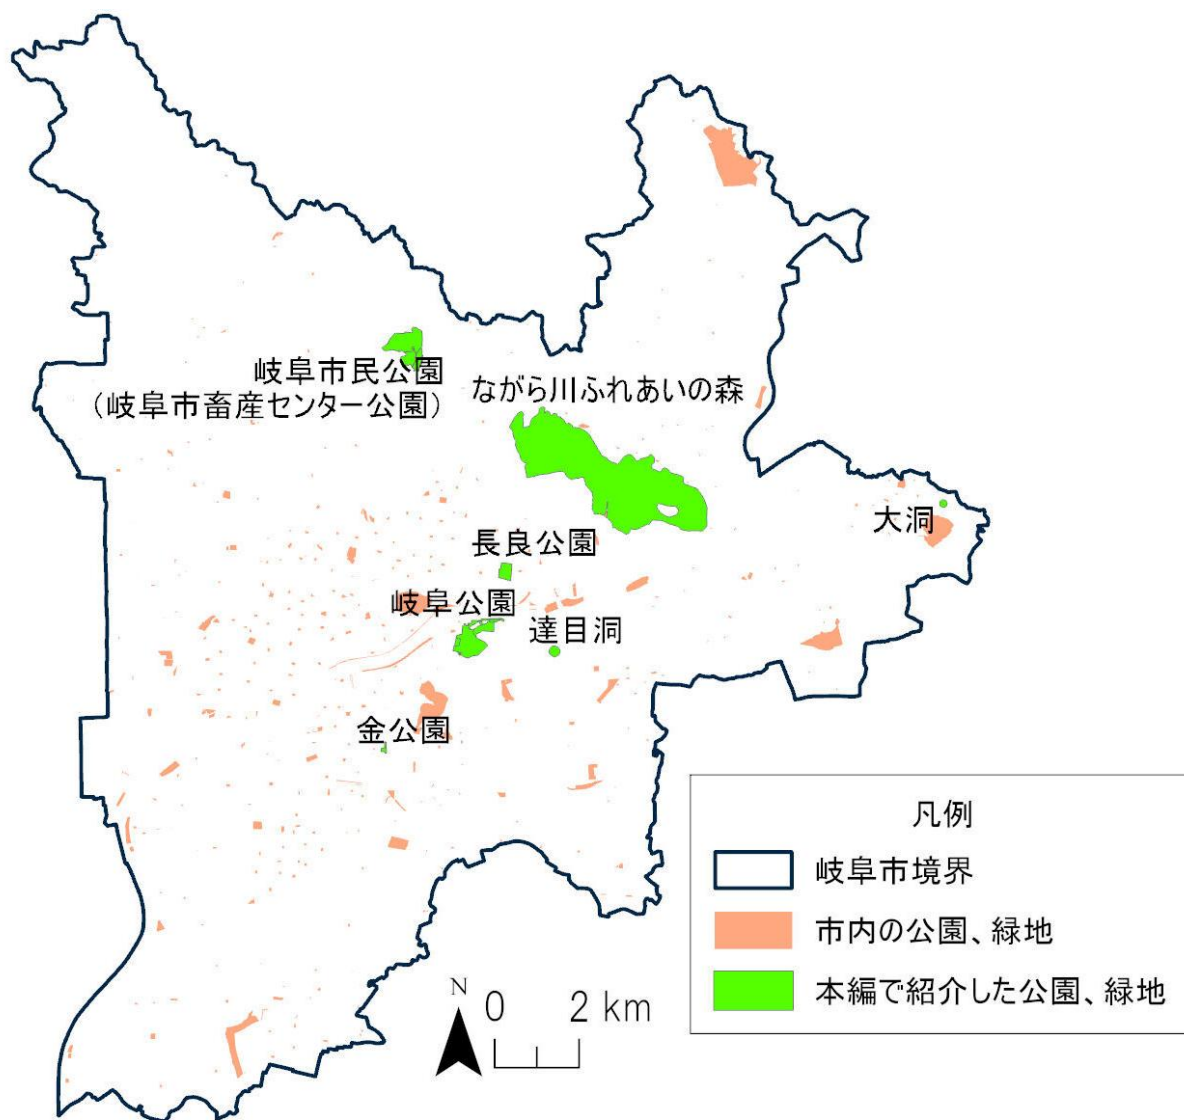 岐阜市民公園
（岐阜市畜産センター公園）
ながら川ふれあいの森
大洞
長良公園
岐阜公園
達目洞
金公園
凡例
岐阜市境界
市内の公園、緑地
本編で紹介した公園、緑地
N
0 2 km